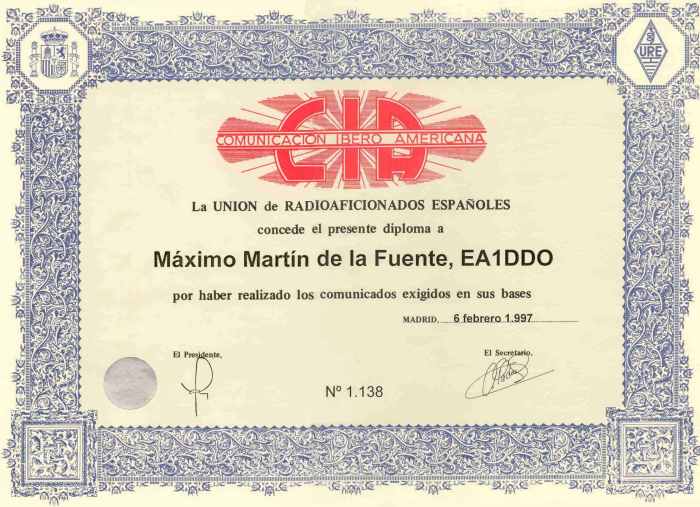 URE
CIA
COMUNICACION IBERO AMERICANA
La UNION de RADIOAFICIONADOS ESPAÑOLES
concede el presente diploma a
Máximo Martín de la Fuente, EA1DDO
por haber realizado los comunicados exigidos en sus bases
MADRID, 6 febrero 1.997
El Presidente, El Secretario,
Nº 1.138